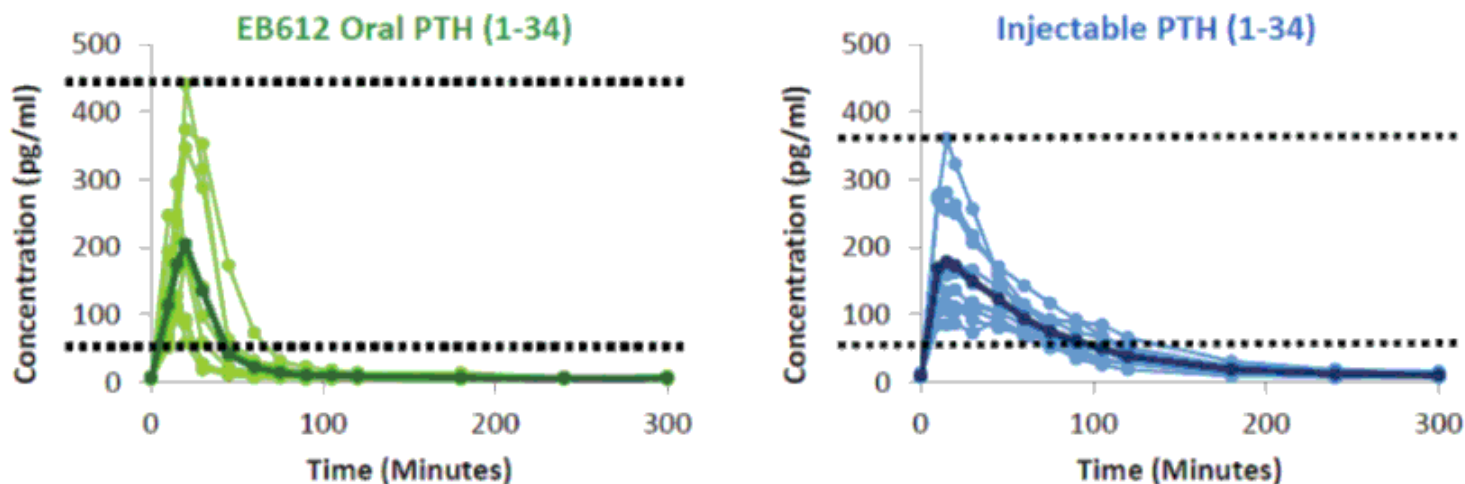 EB612 Oral PTH (1-34)
Concentration (pg/ml)
500
400
300
200
100
0
0 100 200 300
Time (Minutes)
Injectable PTH (1-34)
Concentration (pg/ml)
500
400
300
200
100
0
0 100 200 300
Time (Minutes)